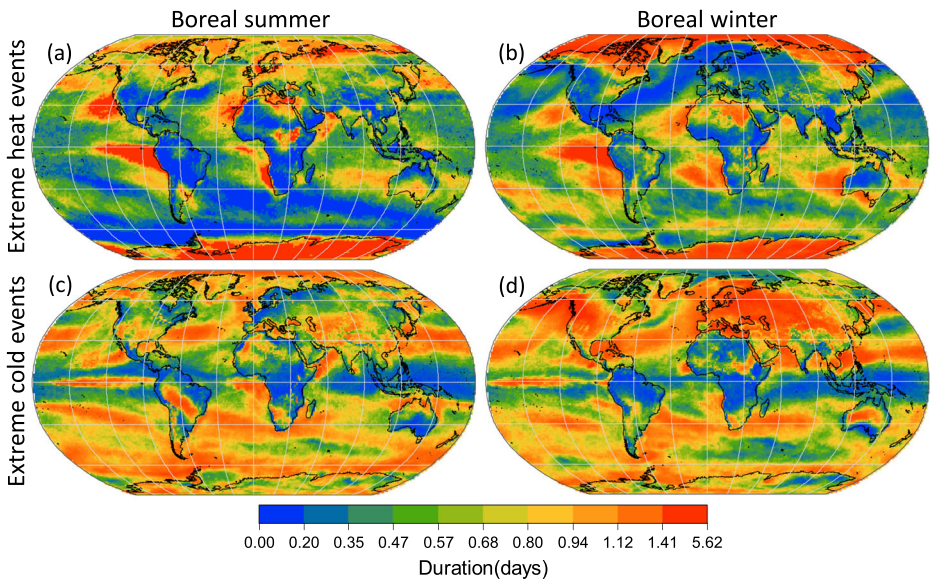 Boreal summer
Boreal winter
Extreme heat events
(a)
(b)
Extreme cold events
(c)
(d)
0.00 0.20 0.35 0.47 0.57 0.68 0.80 0.94 1.12 1.41 5.62
Duration(days)